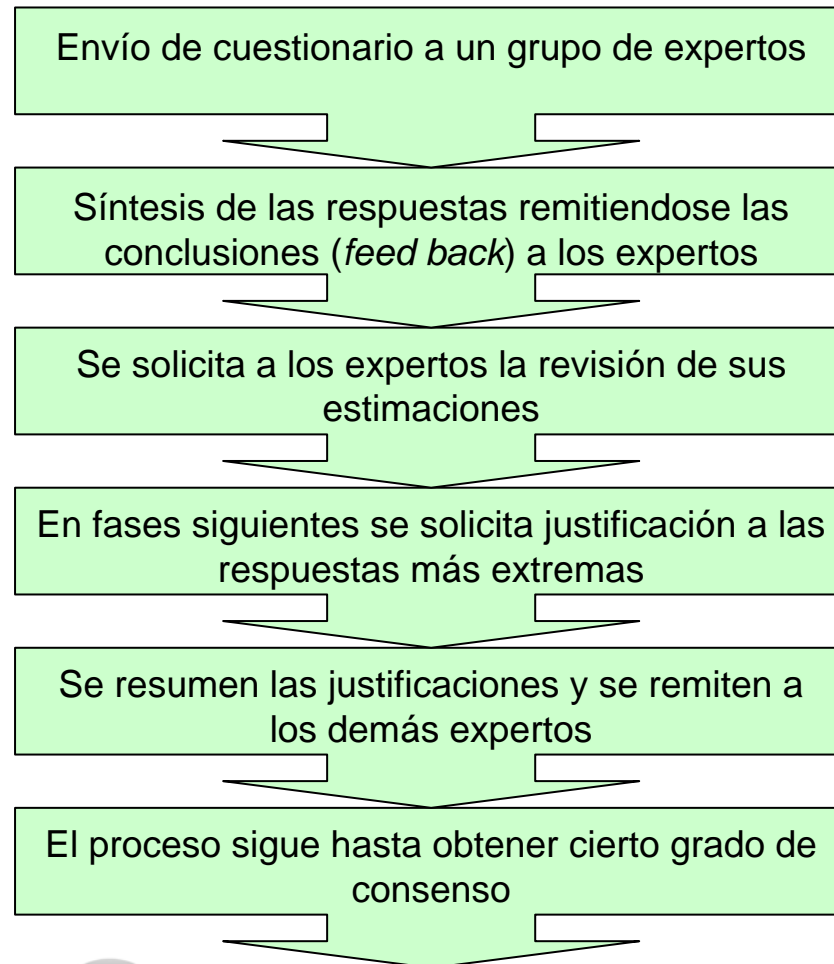 Envío de cuestionario a un grupo de expertos
Síntesis de las respuestas remitiendose las
conclusiones (feed back) a los expertos
Se solicita a los expertos la revisión de sus
estimaciones
En fases siguientes se solicita justificación a las
respuestas más extremas
Se resumen las justificaciones y se remiten a
los demás expertos
El proceso sigue hasta obtener cierto grado de
consenso